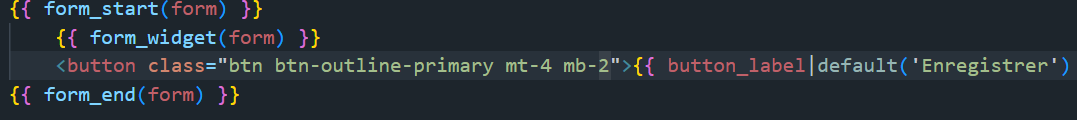 {{ form_start(form) }}
{{ form_widget(form) }}
<button class="btn btn-outline-primary mt-4 mb-2">{{ button_label|default('Enregistrer')
{{ form_end(form) }}